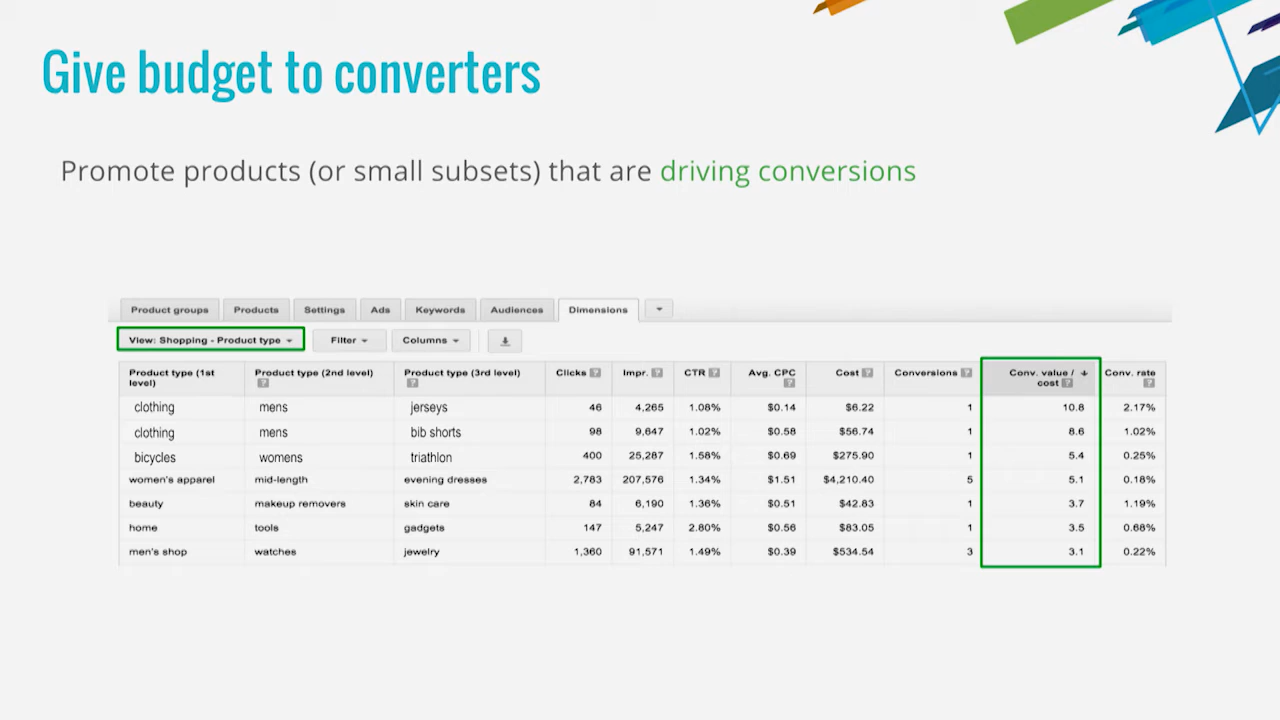 Give budget to converters
Promote products (or small subsets) that are driving conversions
Product groups Products Settings Ads Keywords Audiences Dimensions
View: Shopping - Product type Filter Columns
Product type (1st level) Product type (2nd level) ? Product type (3rd level) ? Clicks ? Impr. ? CTR ? Avg. CPC ? Cost ? Conversions ? Conv. value / cost ? ↓ Conv. rate ?
clothing mens jerseys 46 4,265 1.08% $0.14 $6.22 1 10.8 2.17%
clothing mens bib shorts 98 9,647 1.02% $0.58 $56.74 1 8.6 1.02%
bicycles womens triathlon 400 25,287 1.58% $0.69 $275.90 1 5.4 0.25%
women's apparel mid-length evening dresses 2,783 207,576 1.34% $1.51 $4,210.40 5 5.1 0.18%
beauty makeup removers skin care 84 6,190 1.36% $0.51 $42.83 1 3.7 1.19%
home tools gadgets 147 5,247 2.80% $0.56 $83.05 1 3.5 0.68%
men's shop watches jewelry 1,360 91,571 1.49% $0.39 $534.54 3 3.1 0.22%